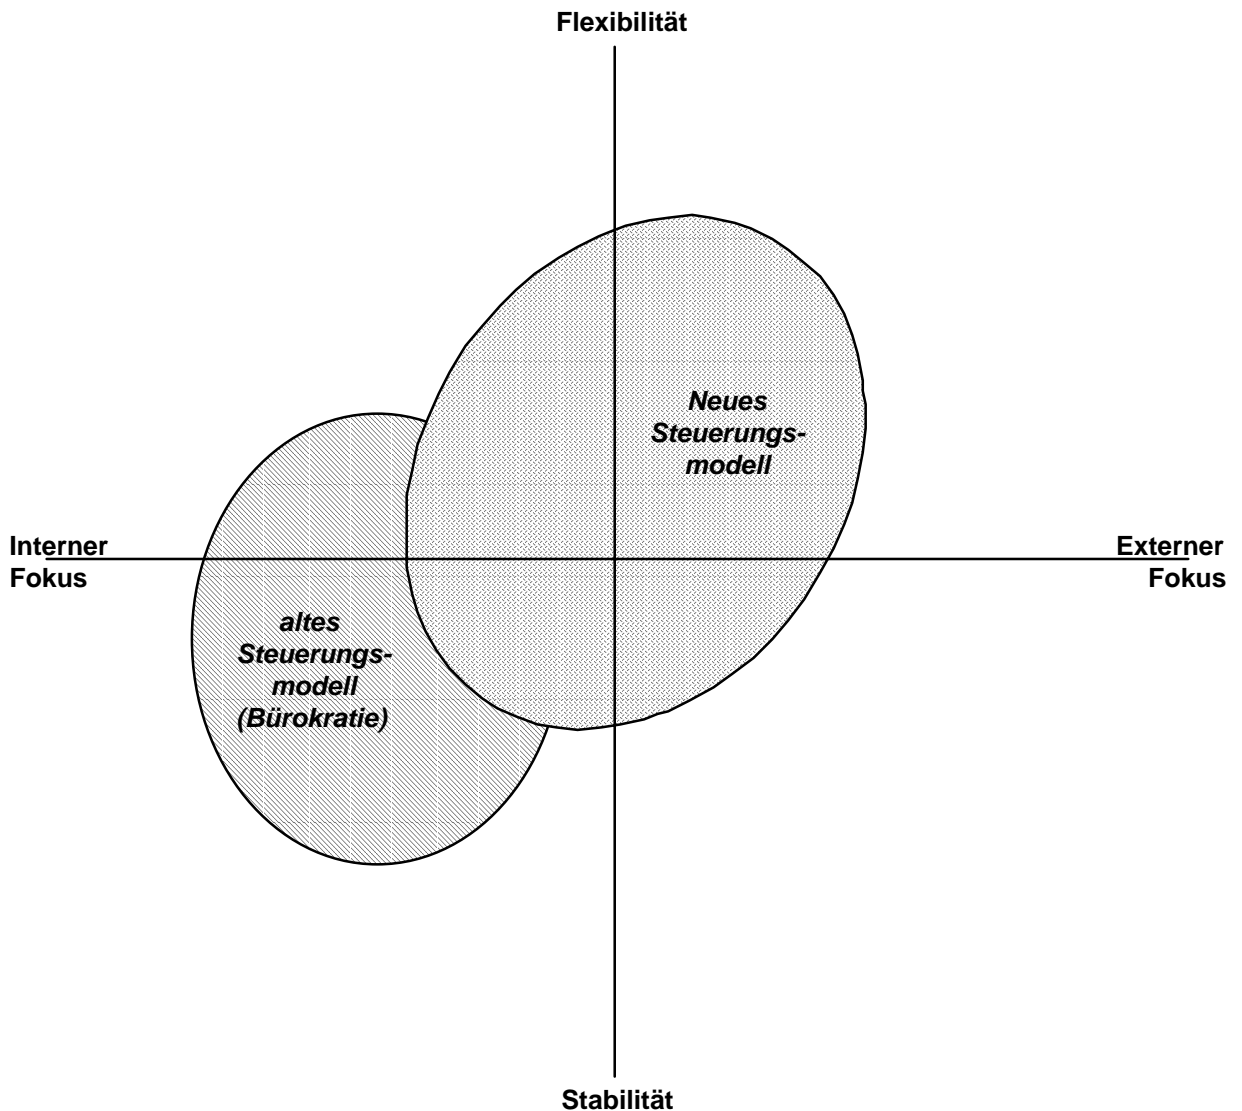 Flexibilität
Neues
Steuerungs-
modell
Interner
Fokus
Externer
Fokus
altes
Steuerungs-
modell
(Bürokratie)
Stabilität